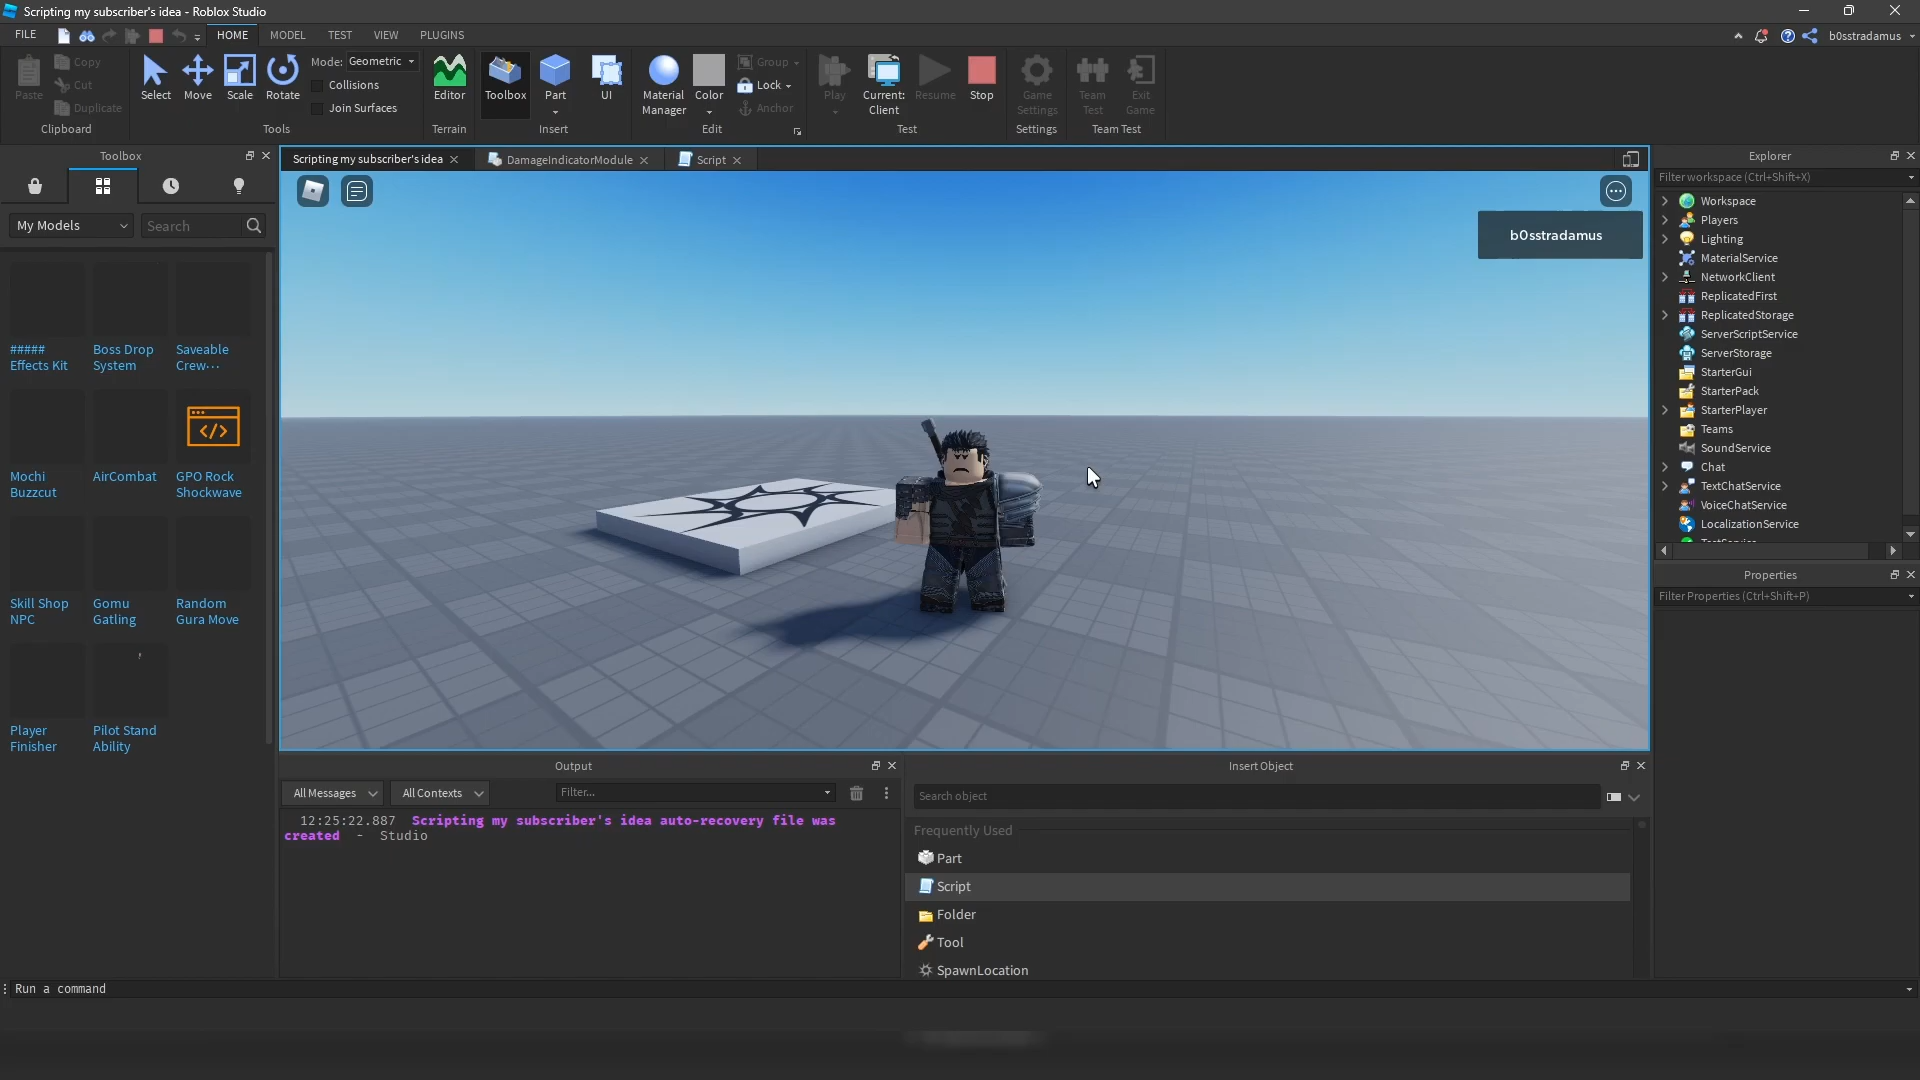 Scripting my subscriber's idea - Roblox Studio
FILE
HOME
MODEL
TEST
VIEW
PLUGINS
b0sstradamus
Paste
Copy
Cut
Duplicate
Clipboard
Select
Move
Scale
Rotate
Mode: Geometric
Collisions
Join Surfaces
Tools
Editor
Terrain
Toolbox
Part
UI
Insert
Material
Manager
Color
Group
Lock
Anchor
Edit
Play
Current:
Client
Resume
Stop
Test
Game
Settings
Settings
Team
Test
Exit
Game
Team Test
Toolbox
My Models
Search
#####
Effects Kit
Boss Drop
System
Saveable
Crew...
Mochi
Buzzcut
AirCombat
GPO Rock
Shockwave
Skill Shop
NPC
Gomu
Gatling
Random
Gura Move
Player
Finisher
Pilot Stand
Ability
Scripting my subscriber's idea
DamageIndicatorModule
Script
b0sstradamus
Output
All Messages
All Contexts
Filter...
12:25:22.887 Scripting my subscriber's idea auto-recovery file was
created - Studio
Insert Object
Search object
Frequently Used
Part
Script
Folder
Tool
SpawnLocation
Explorer
Filter workspace (Ctrl+Shift+X)
Workspace
Players
Lighting
MaterialService
NetworkClient
ReplicatedFirst
ReplicatedStorage
ServerScriptService
ServerStorage
StarterGui
StarterPack
StarterPlayer
Teams
SoundService
Chat
TextChatService
VoiceChatService
LocalizationService
Properties
Filter Properties (Ctrl+Shift+P)
Run a command